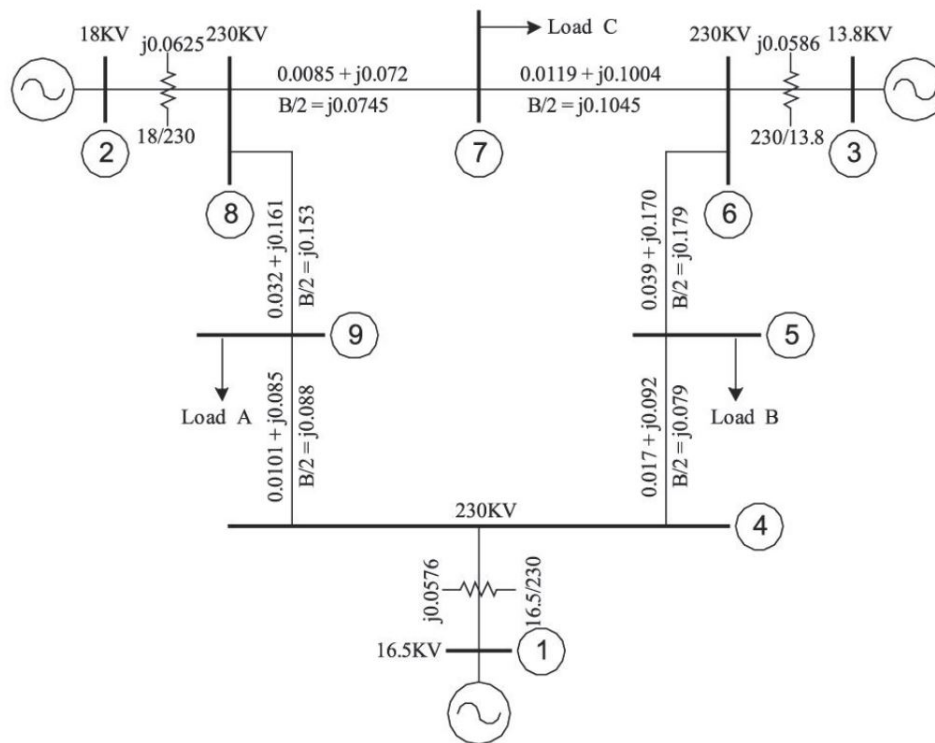 18KV
j0.0625
230KV
Load C
230KV
j0.0586
13.8KV
0.0085 + j0.072
B/2 = j0.0745
0.0119 + j0.1004
B/2 = j0.1045
18/230
230/13.8
2
7
3
8
6
0.032 + j0.161
B/2 = j0.153
0.039 + j0.170
B/2 = j0.179
9
5
Load A
Load B
0.0101 + j0.085
B/2 = j0.088
0.017 + j0.092
B/2 = j0.079
230KV
4
j0.0576
16.5/230
16.5KV
1